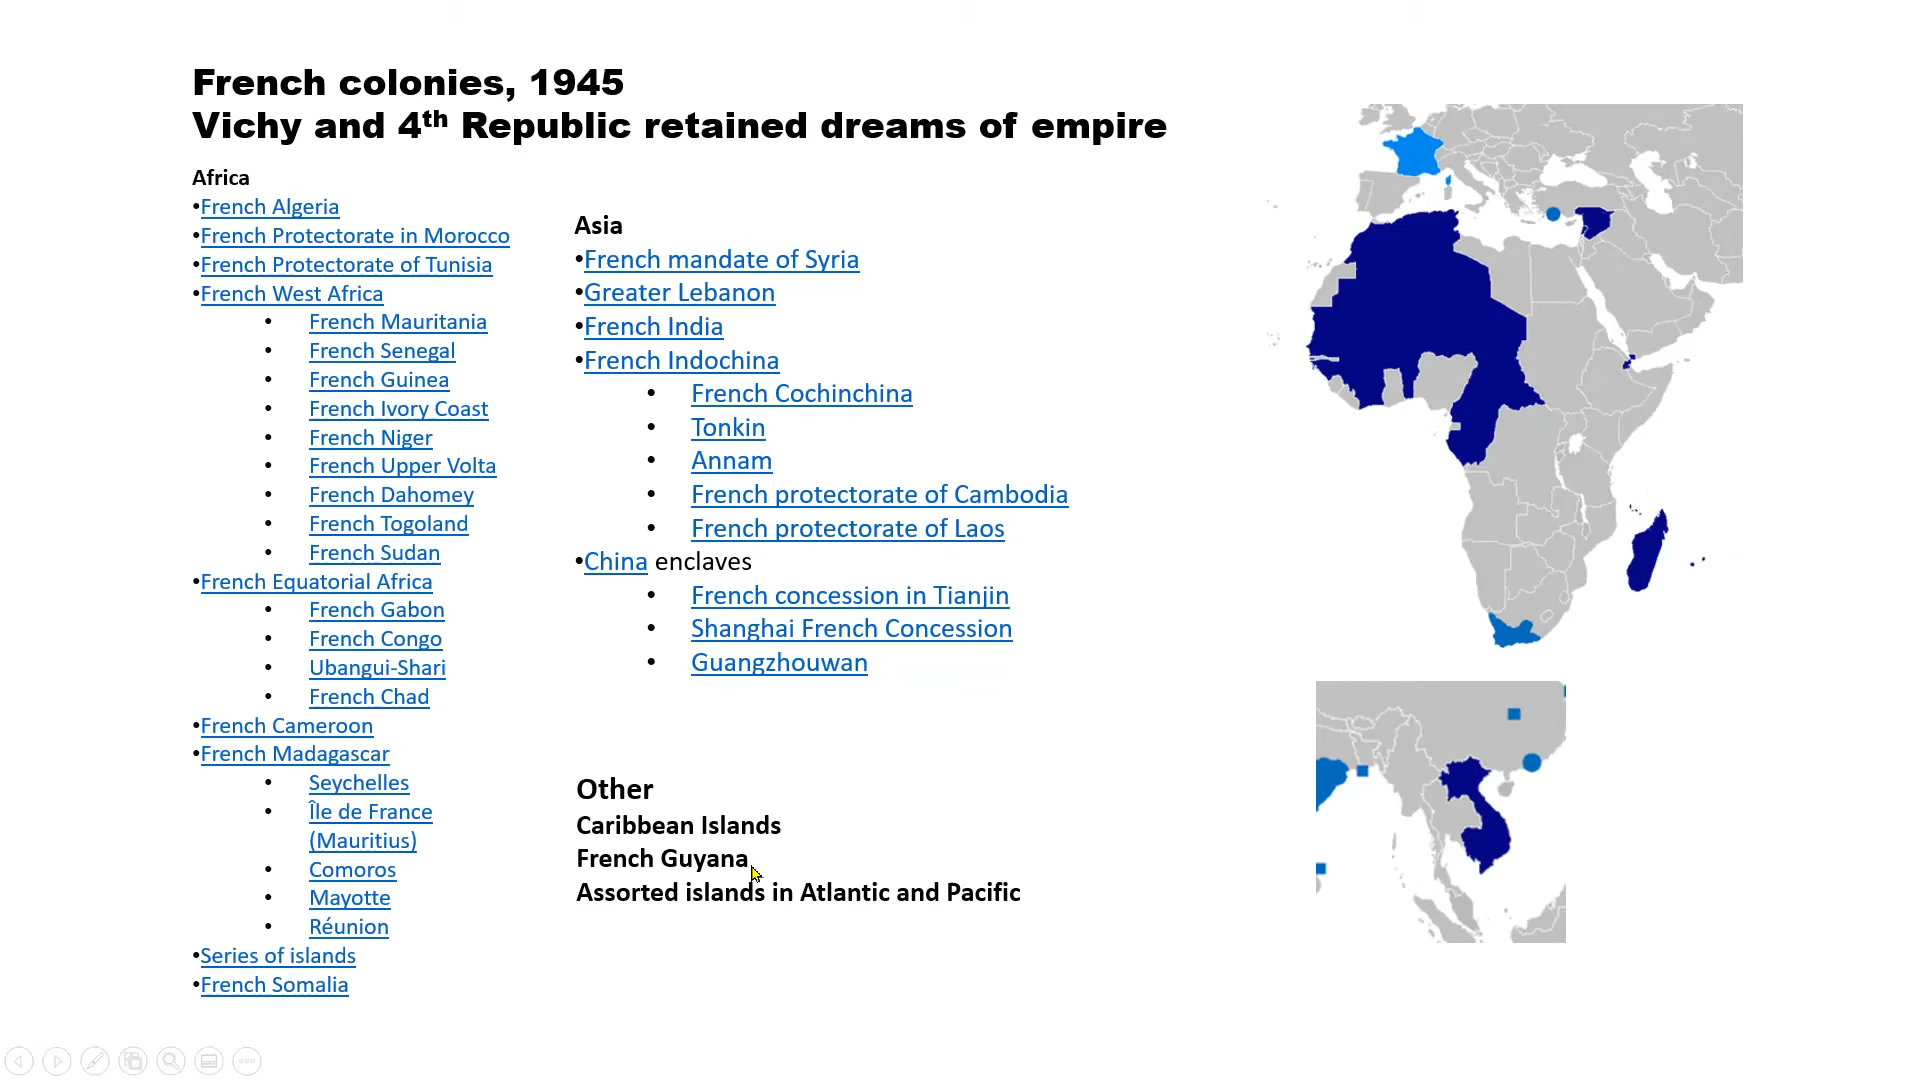 French colonies, 1945
Vichy and 4th Republic retained dreams of empire
Africa
•French Algeria
•French Protectorate in Morocco
•French Protectorate of Tunisia
•French West Africa
• French Mauritania
• French Senegal
• French Guinea
• French Ivory Coast
• French Niger
• French Upper Volta
• French Dahomey
• French Togoland
• French Sudan
•French Equatorial Africa
• French Gabon
• French Congo
• Ubangui-Shari
• French Chad
•French Cameroon
•French Madagascar
• Seychelles
• Île de France
(Mauritius)
• Comoros
• Mayotte
• Réunion
•Series of islands
•French Somalia
Asia
•French mandate of Syria
•Greater Lebanon
•French India
•French Indochina
• French Cochinchina
• Tonkin
• Annam
• French protectorate of Cambodia
• French protectorate of Laos
•China enclaves
• French concession in Tianjin
• Shanghai French Concession
• Guangzhouwan
Other
Caribbean Islands
French Guyana
Assorted islands in Atlantic and Pacific